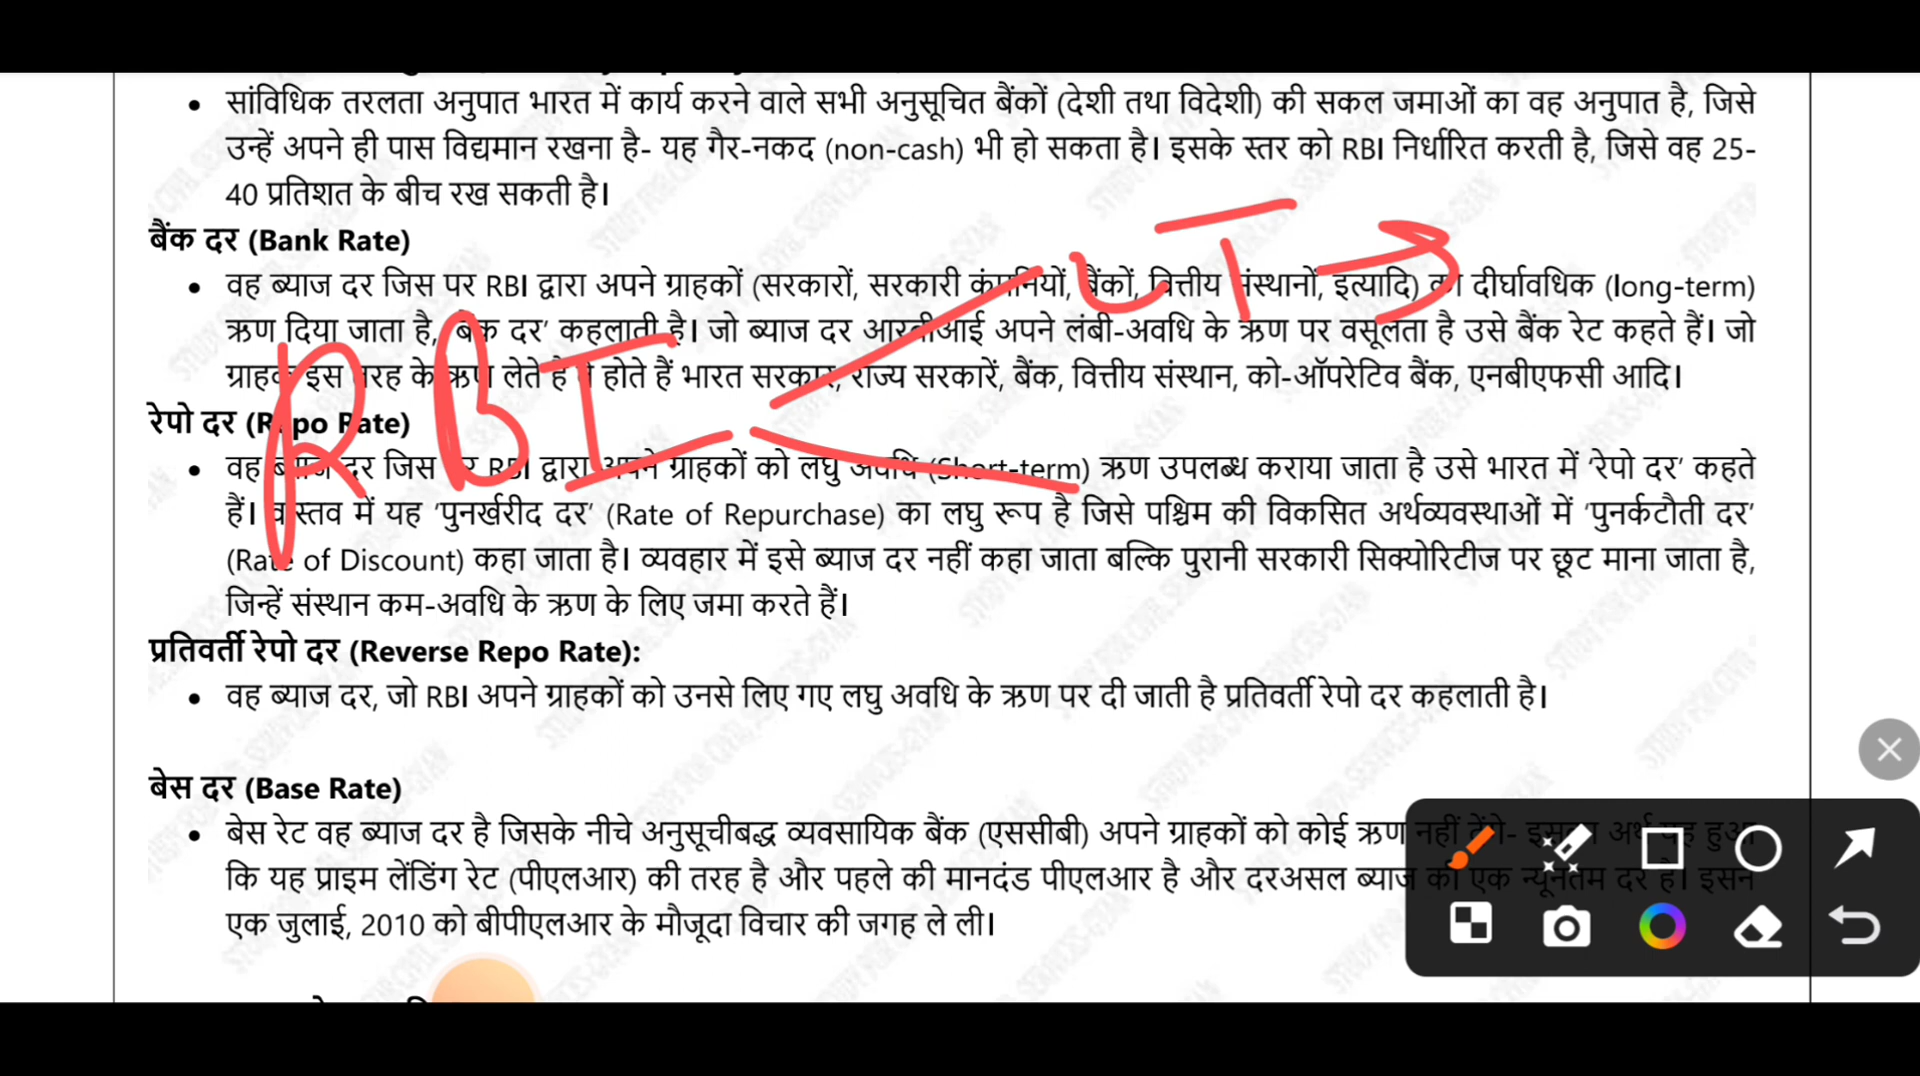 सांविधिक तरलता अनुपात भारत में कार्य करने वाले सभी अनुसूचित बैंकों (देशी तथा विदेशी) की सकल जमाओं का वह अनुपात है, जिसे
उन्हें अपने ही पास विद्यमान रखना है- यह गैर-नकद (non-cash) भी हो सकता है। इसके स्तर को RBI निर्धारित करती है, जिसे वह 25-
40 प्रतिशत के बीच रख सकती है।
बैंक दर (Bank Rate)
वह ब्याज दर जिस पर RBI द्वारा अपने ग्राहकों (सरकारों, सरकारी कंपनियों, बैंकों, वित्तीय संस्थानों, इत्यादि) को दीर्घावधिक (long-term)
ऋण दिया जाता है, 'बैंक दर' कहलाती है। जो ब्याज दर आरबीआई अपने लंबी-अवधि के ऋण पर वसूलता है उसे बैंक रेट कहते हैं। जो
ग्राहक इस तरह के ऋण लेते हैं वे होते हैं भारत सरकार, राज्य सरकारें, बैंक, वित्तीय संस्थान, को-ऑपरेटिव बैंक, एनबीएफसी आदि।
रेपो दर (Repo Rate)
वह ब्याज दर जिस पर RBI द्वारा अपने ग्राहकों को लघु अवधि (Short-term) ऋण उपलब्ध कराया जाता है उसे भारत में 'रेपो दर' कहते
हैं। वास्तव में यह 'पुनर्खरीद दर' (Rate of Repurchase) का लघु रूप है जिसे पश्चिम की विकसित अर्थव्यवस्थाओं में 'पुनर्कटौती दर'
(Rate of Discount) कहा जाता है। व्यवहार में इसे ब्याज दर नहीं कहा जाता बल्कि पुरानी सरकारी सिक्योरिटीज पर छूट माना जाता है,
जिन्हें संस्थान कम-अवधि के ऋण के लिए जमा करते हैं।
RBI
LT
प्रतिवर्ती रेपो दर (Reverse Repo Rate):
वह ब्याज दर, जो RBI अपने ग्राहकों को उनसे लिए गए लघु अवधि के ऋण पर दी जाती है प्रतिवर्ती रेपो दर कहलाती है।
बेस दर (Base Rate)
बेस रेट वह ब्याज दर है जिसके नीचे अनुसूचीबद्ध व्यवसायिक बैंक (एससीबी) अपने ग्राहकों को कोई ऋण नहीं देंगे- इसका अर्थ यह हुआ
कि यह प्राइम लेंडिंग रेट (पीएलआर) की तरह है और पहले की मानदंड पीएलआर है और दरअसल ब्याज की एक न्यूनतम दर है। इसने
एक जुलाई, 2010 को बीपीएलआर के मौजूदा विचार की जगह ले ली।